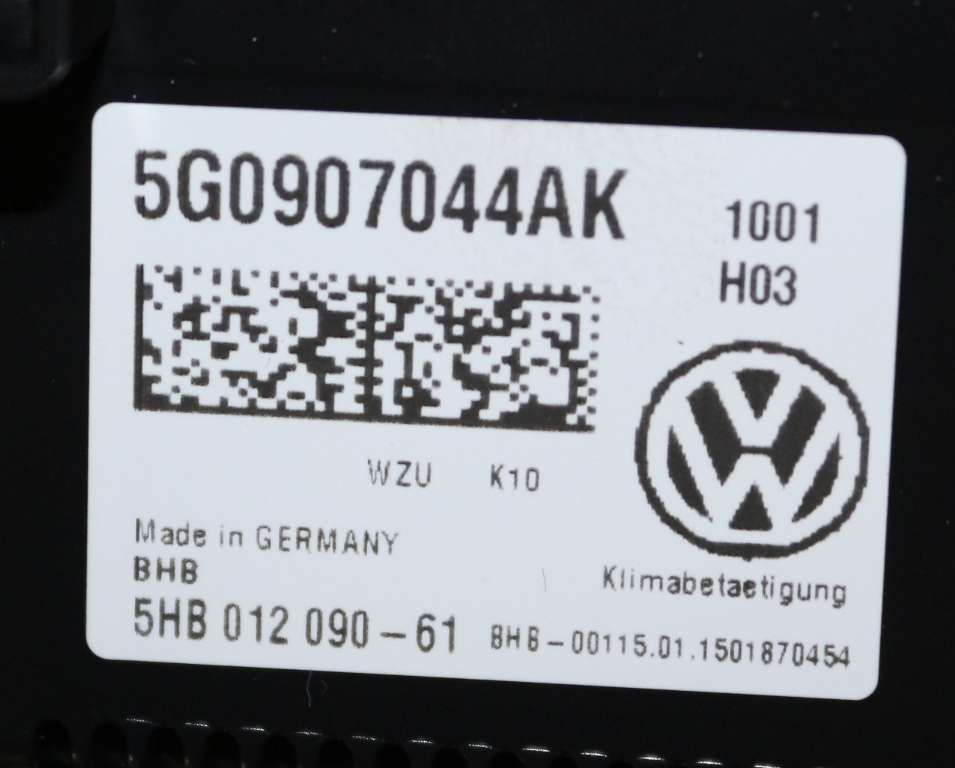 5G0907044AK
1001
H03
WZU K10
Made in GERMANY
BHB
Klimabetaetigung
5HB 012 090-61
BHB-00115.01.1501870454